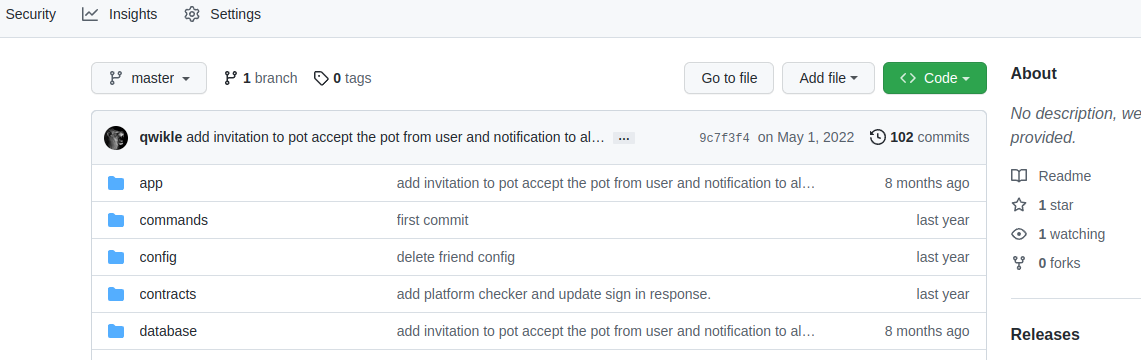 Security Insights Settings
master 1 branch 0 tags Go to file Add file Code
qwikle add invitation to pot accept the pot from user and notification to al… ... 9c7f3f4 on May 1, 2022 102 commits
app add invitation to pot accept the pot from user and notification to al… 8 months ago
commands first commit last year
config delete friend config last year
contracts add platform checker and update sign in response. last year
database add invitation to pot accept the pot from user and notification to al… 8 months ago
About
No description, we
provided.
Readme
1 star
1 watching
0 forks
Releases